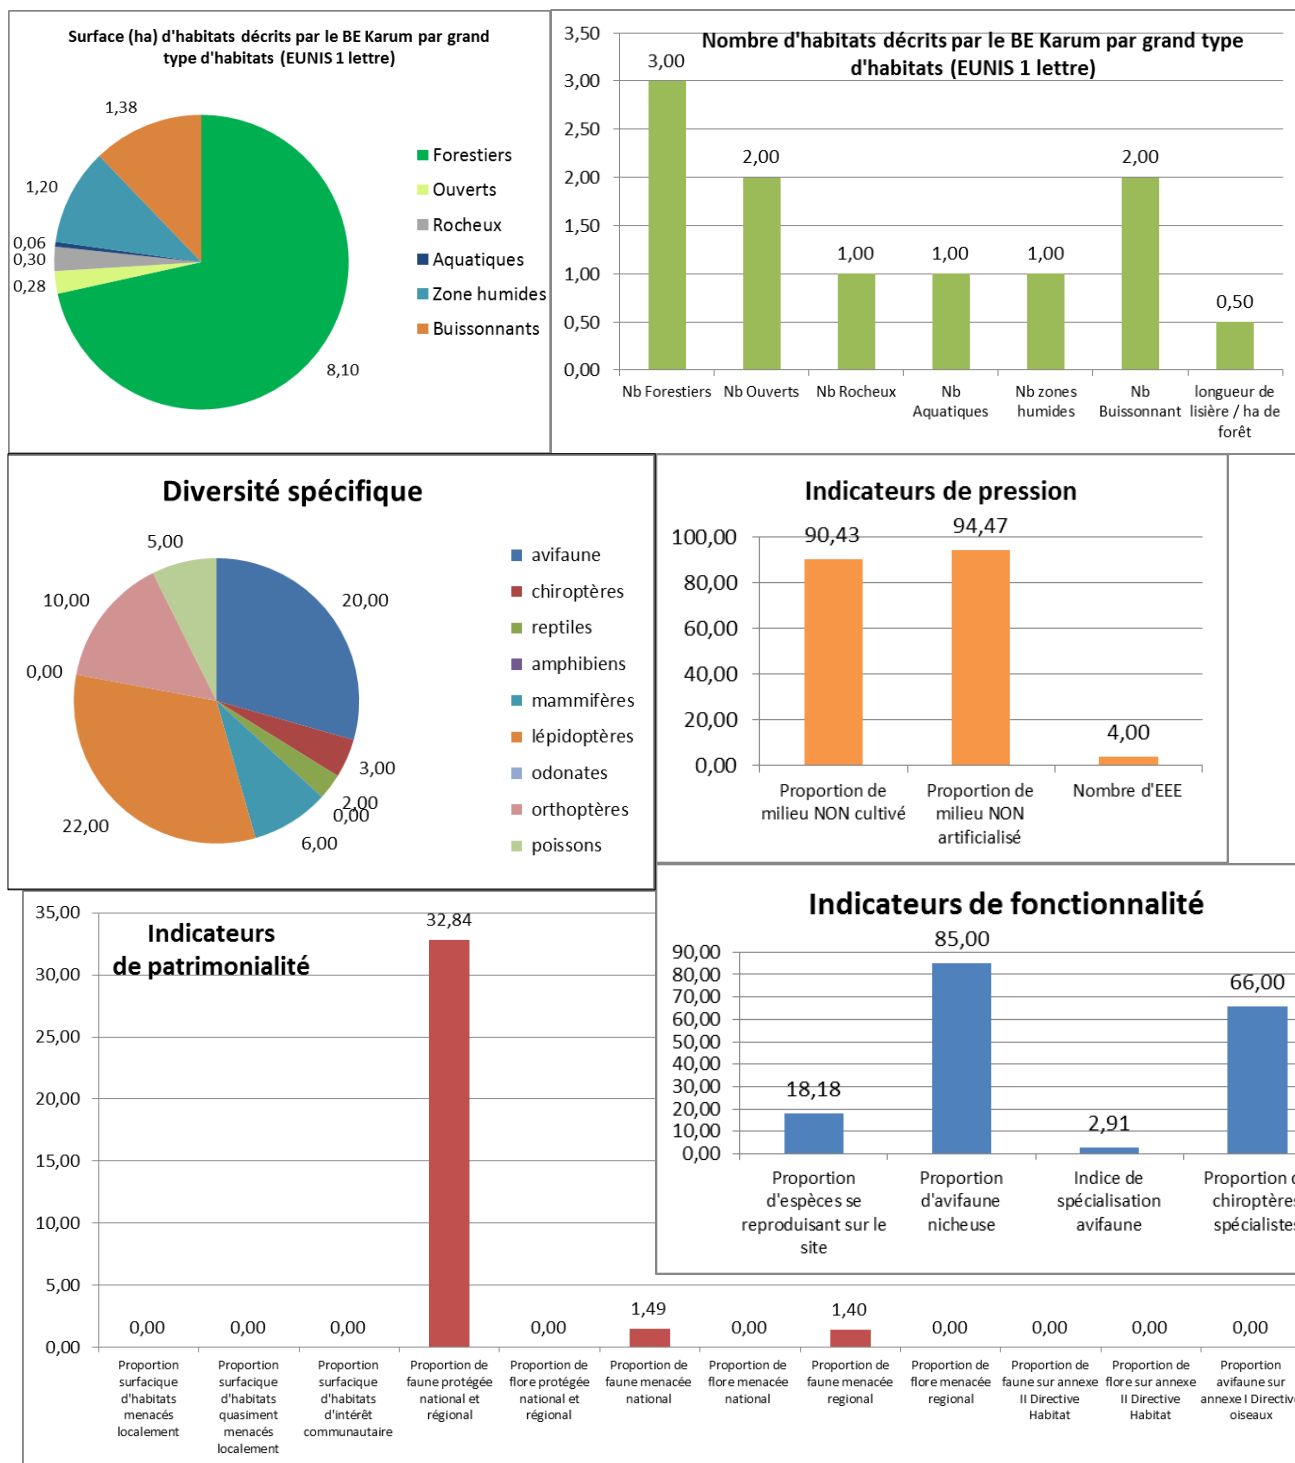 Surface (ha) d'habitats décrits par le BE Karum par grand
type d'habitats (EUNIS 1 lettre)
1,38
1,20
0,06
0,30
0,28
8,10
Forestiers
Ouverts
Rocheux
Aquatiques
Zone humides
Buissonnants
Nombre d'habitats décrits par le BE Karum par grand type
d'habitats (EUNIS 1 lettre)
3,50
3,00
2,50
2,00
1,50
1,00
0,50
0,00
3,00
2,00
1,00
1,00
1,00
2,00
0,50
Nb Forestiers
Nb Ouverts
Nb Rocheux
Nb
Aquatiques
Nb zones
humides
Nb
Buissonnant
longueur de
lisière / ha de
forêt
Diversité spécifique
5,00
10,00
0,00
22,00
20,00
3,00
2,00
0,00
6,00
avifaune
chiroptères
reptiles
amphibiens
mammifères
lépidoptères
odonates
orthoptères
poissons
Indicateurs de pression
100,00
80,00
60,00
40,00
20,00
0,00
90,43
94,47
4,00
Proportion de
milieu NON cultivé
Proportion de
milieu NON
artificialisé
Nombre d'EEE
Indicateurs
de patrimonialité
35,00
30,00
25,00
20,00
15,00
10,00
5,00
0,00
0,00
0,00
0,00
32,84
0,00
1,49
0,00
1,40
0,00
0,00
0,00
0,00
Proportion
surfacique
d'habitats
menacés
localement
Proportion
surfacique
d'habitats
quasiment
menacés
localement
Proportion
surfacique
d'habitats
d'intérêt
communautaire
Proportion de
faune protégée
national et
régional
Proportion de
flore protégée
national et
régional
Proportion de
faune menacée
national
Proportion de
flore menacée
national
Proportion de
faune menacée
regional
Proportion de
flore menacée
regional
Proportion de
faune sur annexe
II Directive
Habitat
Proportion de
flore sur annexe
II Directive
Habitat
Proportion
avifaune sur
annexe I Directive
oiseaux
Indicateurs de fonctionnalité
90,00
80,00
70,00
60,00
50,00
40,00
30,00
20,00
10,00
0,00
18,18
85,00
2,91
66,00
Proportion
d'espèces se
reproduisant sur le
site
Proportion
d'avifaune
nicheuse
Indice de
spécialisation
avifaune
Proportion d
chiroptères
spécialistes